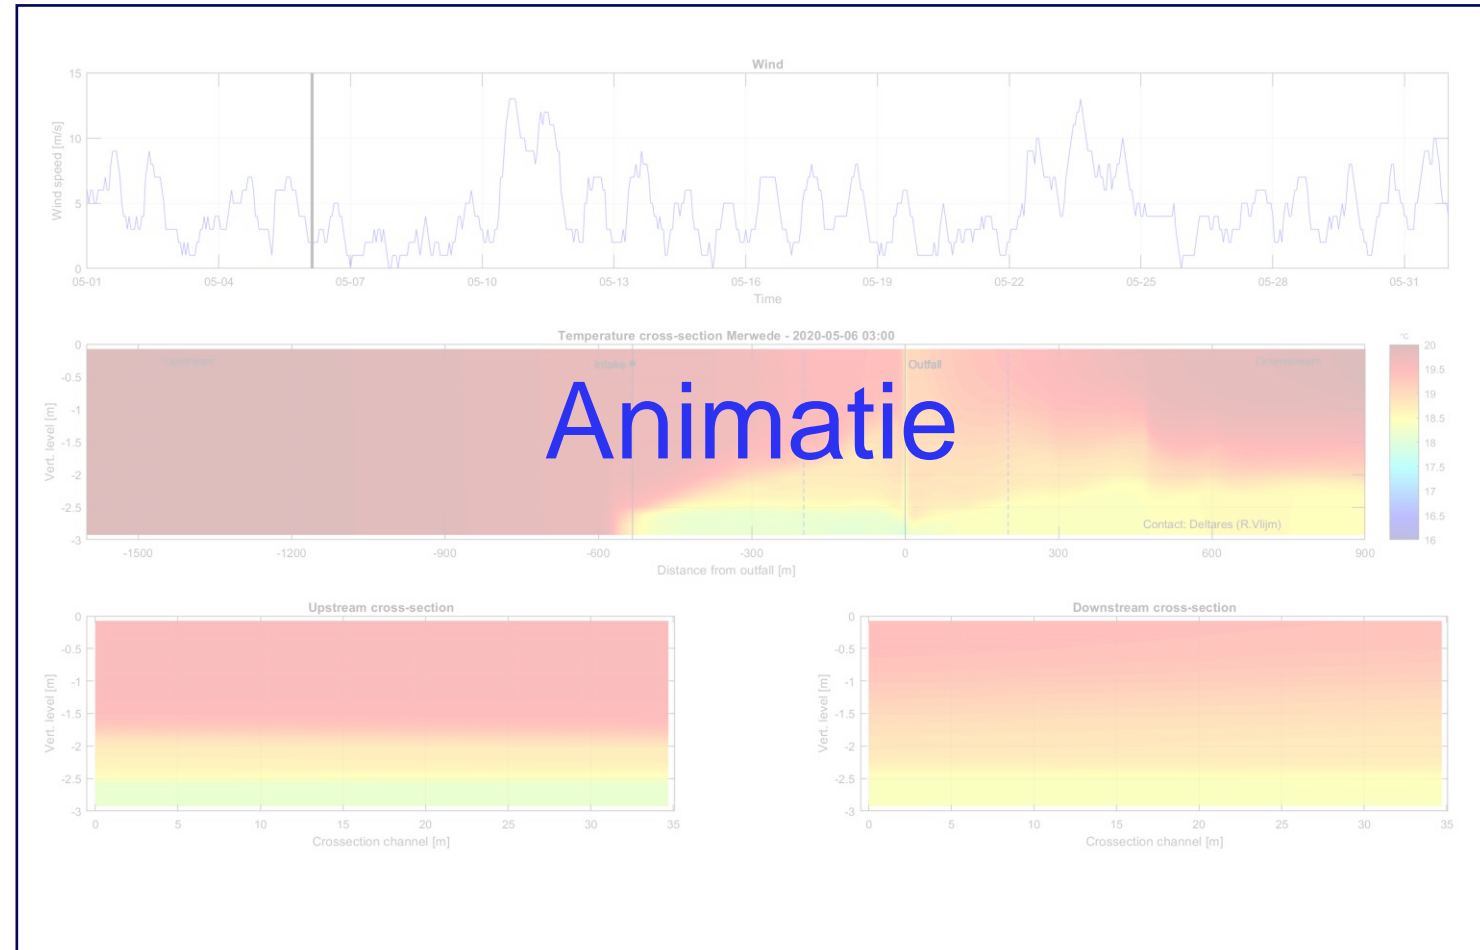 Wind
15
10
5
0
Wind speed [m/s]
05-01 05-04 05-07 05-10 05-13 05-16 05-19 05-22 05-25 05-28 05-31
Time
Temperature cross-section Merwede - 2020-05-06 03:00
°C
0
-0.5
-1
-1.5
-2
-2.5
-3
Vert. level [m]
Intake
Outfall
Downstream
Animatie
Contact: Deltares (R.Vlijm)
20
19.5
19
18.5
18
17.5
17
16.5
16
-1500 -1200 -900 -600 -300 0 300 600 900
Distance from outfall [m]
Upstream cross-section
0
-0.5
-1
-1.5
-2
-2.5
-3
Vert. level [m]
0 5 10 15 20 25 30 35
Crossection channel [m]
Downstream cross-section
0
-0.5
-1
-1.5
-2
-2.5
-3
Vert. level [m]
0 5 10 15 20 25 30 35
Crossection channel [m]